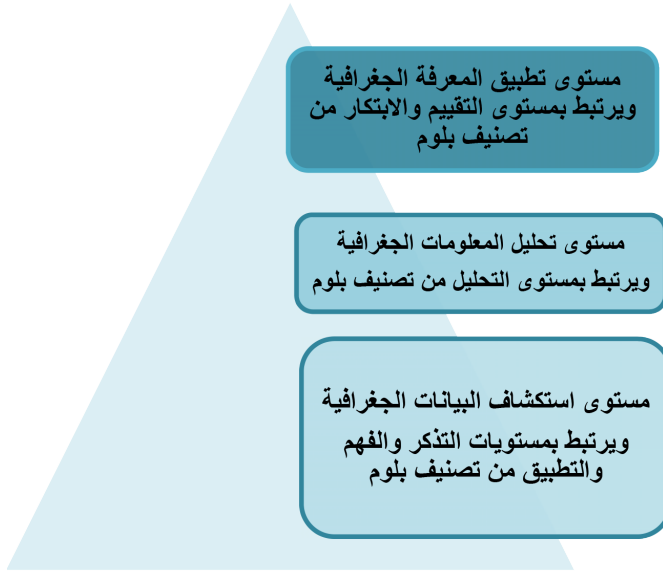 مستوى تطبيق المعرفة الجغرافية
ويرتبط بمستوى التقييم والابتكار من
تصنيف بلوم
مستوى تحليل المعلومات الجغرافية
ويرتبط بمستوى التحليل من تصنيف بلوم
مستوى استكشاف البيانات الجغرافية
ويرتبط بمستويات التذكر والفهم
والتطبيق من تصنيف بلوم